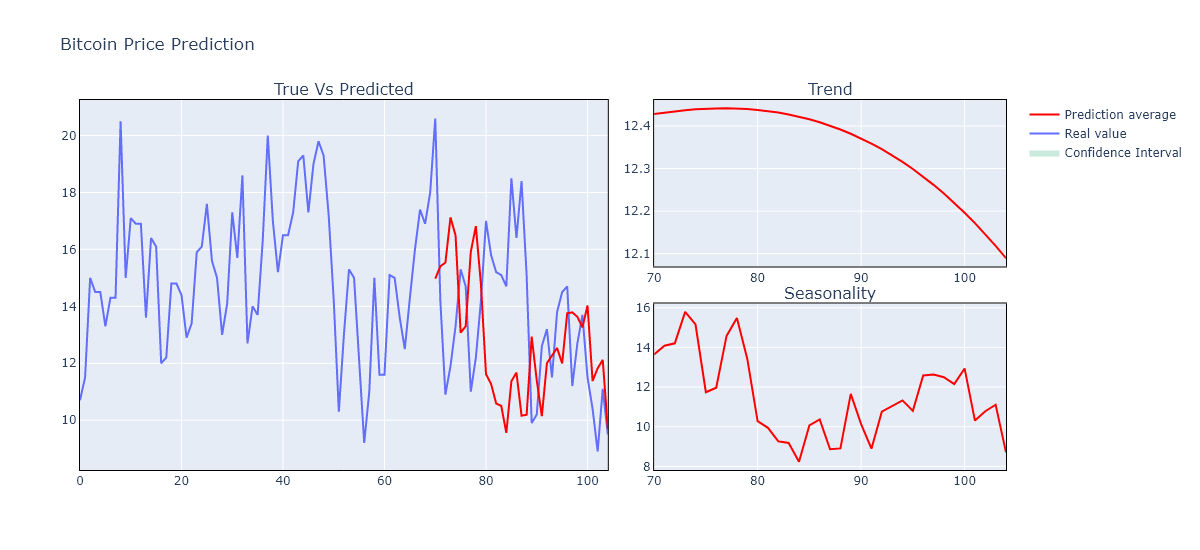 Bitcoin Price Prediction
True Vs Predicted
20
18
16
14
12
10
0 20 40 60 80 100
Trend
12.4
12.3
12.2
12.1
70 80 90 100
Seasonality
16
14
12
10
8
70 80 90 100
Prediction average
Real value
Confidence Interval